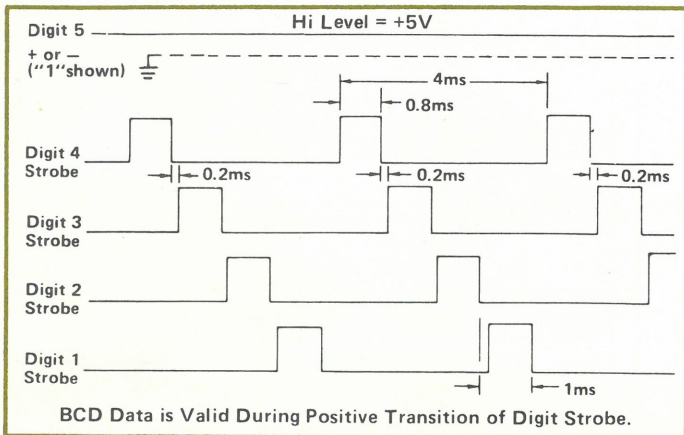 Hi Level = +5V
Digit 5
+ or —
("1"shown)
4ms
0.8ms
Digit 4
Strobe
0.2ms
0.2ms
0.2ms
Digit 3
Strobe
Digit 2
Strobe
Digit 1
Strobe
1ms
BCD Data is Valid During Positive Transition of Digit Strobe.